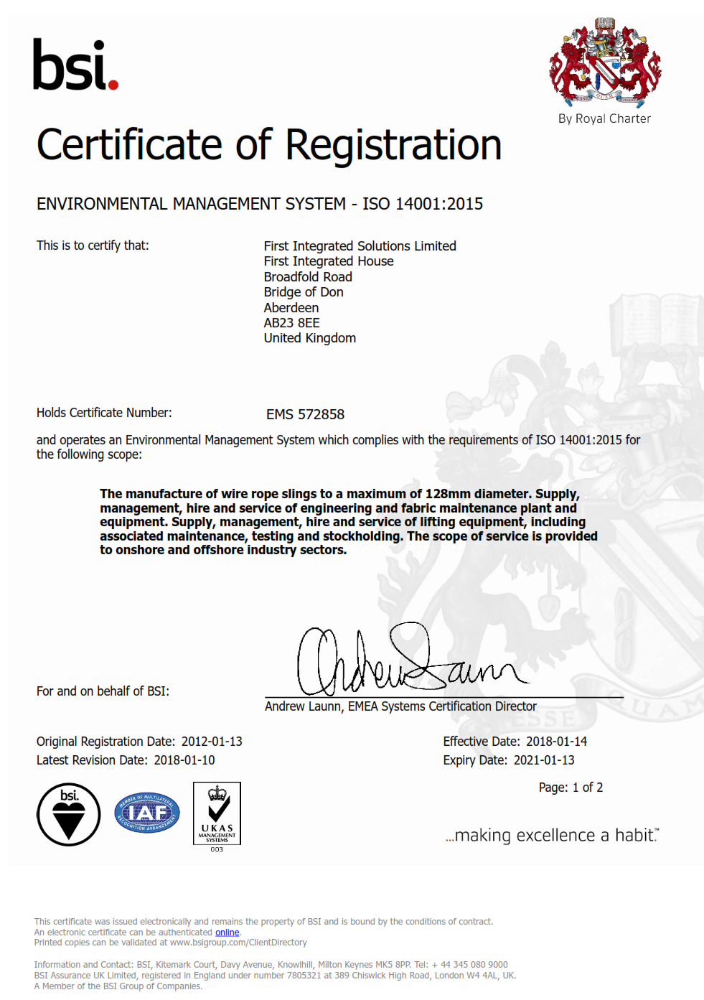 bsi.
By Royal Charter
Certificate of Registration
ENVIRONMENTAL MANAGEMENT SYSTEM - ISO 14001:2015
This is to certify that:
First Integrated Solutions Limited
First Integrated House
Broadfold Road
Bridge of Don
Aberdeen
AB23 8EE
United Kingdom
Holds Certificate Number:
EMS 572858
and operates an Environmental Management System which complies with the requirements of ISO 14001:2015 for
the following scope:
The manufacture of wire rope slings to a maximum of 128mm diameter. Supply,
management, hire and service of engineering and fabric maintenance plant and
equipment. Supply, management, hire and service of lifting equipment, including
associated maintenance, testing and stockholding. The scope of service is provided
to onshore and offshore industry sectors.
Andrew Launn
For and on behalf of BSI:
Andrew Launn, EMEA Systems Certification Director
ESSE QUAM
Original Registration Date: 2012-01-13
Effective Date: 2018-01-14
Latest Revision Date: 2018-01-10
Expiry Date: 2021-01-13
Page: 1 of 2
bsi.
MEMBER OF MULTILATERAL
IAF
RECOGNITION ARRANGEMENT
UKAS
MANAGEMENT
SYSTEMS
003
...making excellence a habit.™
This certificate was issued electronically and remains the property of BSI and is bound by the conditions of contract.
An electronic certificate can be authenticated online.
Printed copies can be validated at www.bsigroup.com/ClientDirectory
Information and Contact: BSI, Kitemark Court, Davy Avenue, Knowlhill, Milton Keynes MK5 8PP. Tel: + 44 345 080 9000
BSI Assurance UK Limited, registered in England under number 7805321 at 389 Chiswick High Road, London W4 4AL, UK.
A Member of the BSI Group of Companies.